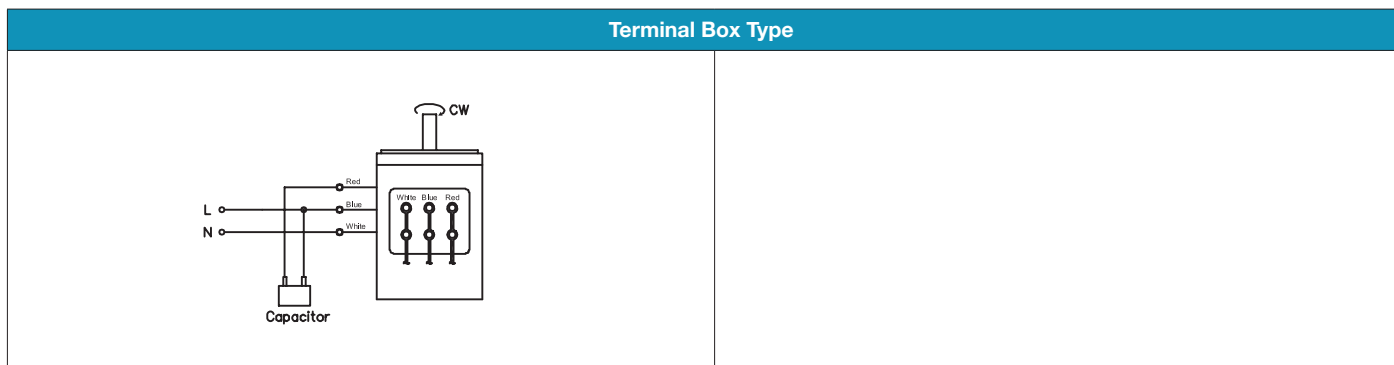 Terminal Box Type
CW
Red
White Blue Red
Blue
L
White
N
Capacitor